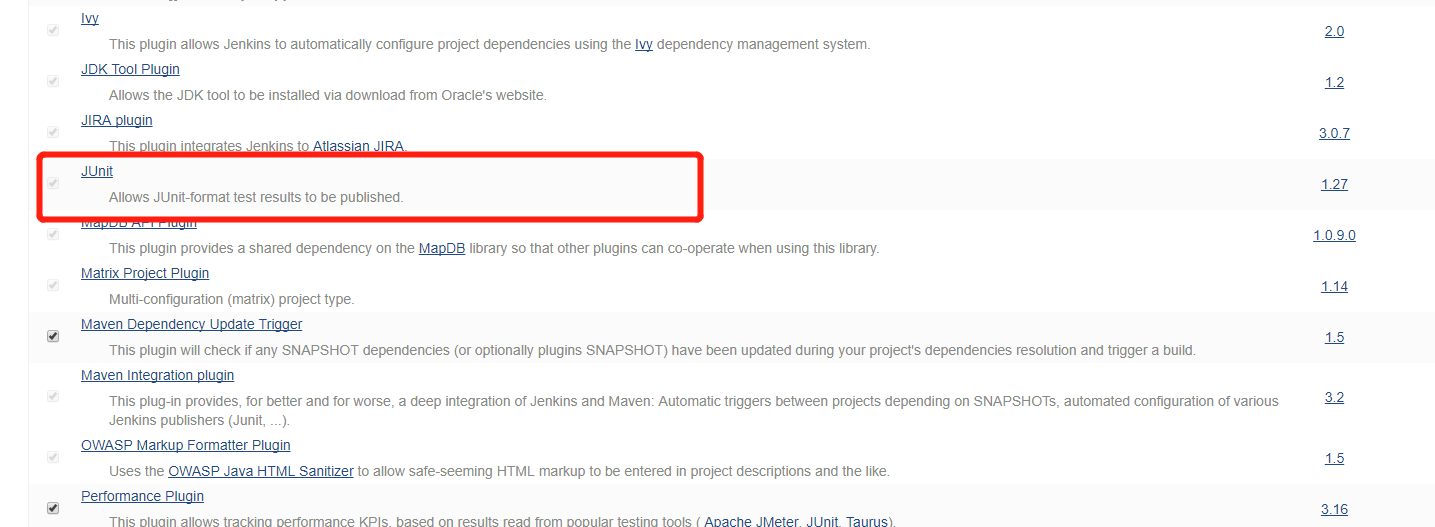 Ivy
This plugin allows Jenkins to automatically configure project dependencies using the Ivy dependency management system.
2.0
JDK Tool Plugin
Allows the JDK tool to be installed via download from Oracle's website.
1.2
JIRA plugin
This plugin integrates Jenkins to Atlassian JIRA.
3.0.7
JUnit
Allows JUnit-format test results to be published.
1.27
MapDB API Plugin
This plugin provides a shared dependency on the MapDB library so that other plugins can co-operate when using this library.
1.0.9.0
Matrix Project Plugin
Multi-configuration (matrix) project type.
1.14
Maven Dependency Update Trigger
This plugin will check if any SNAPSHOT dependencies (or optionally plugins SNAPSHOT) have been updated during your project's dependencies resolution and trigger a build.
1.5
Maven Integration plugin
This plug-in provides, for better and for worse, a deep integration of Jenkins and Maven: Automatic triggers between projects depending on SNAPSHOTs, automated configuration of various
Jenkins publishers (Junit, ...).
3.2
OWASP Markup Formatter Plugin
Uses the OWASP Java HTML Sanitizer to allow safe-seeming HTML markup to be entered in project descriptions and the like.
1.5
Performance Plugin
This plugin allows tracking performance KPIs, based on results read from popular testing tools ( Apache JMeter, JUnit, Taurus).
3.16